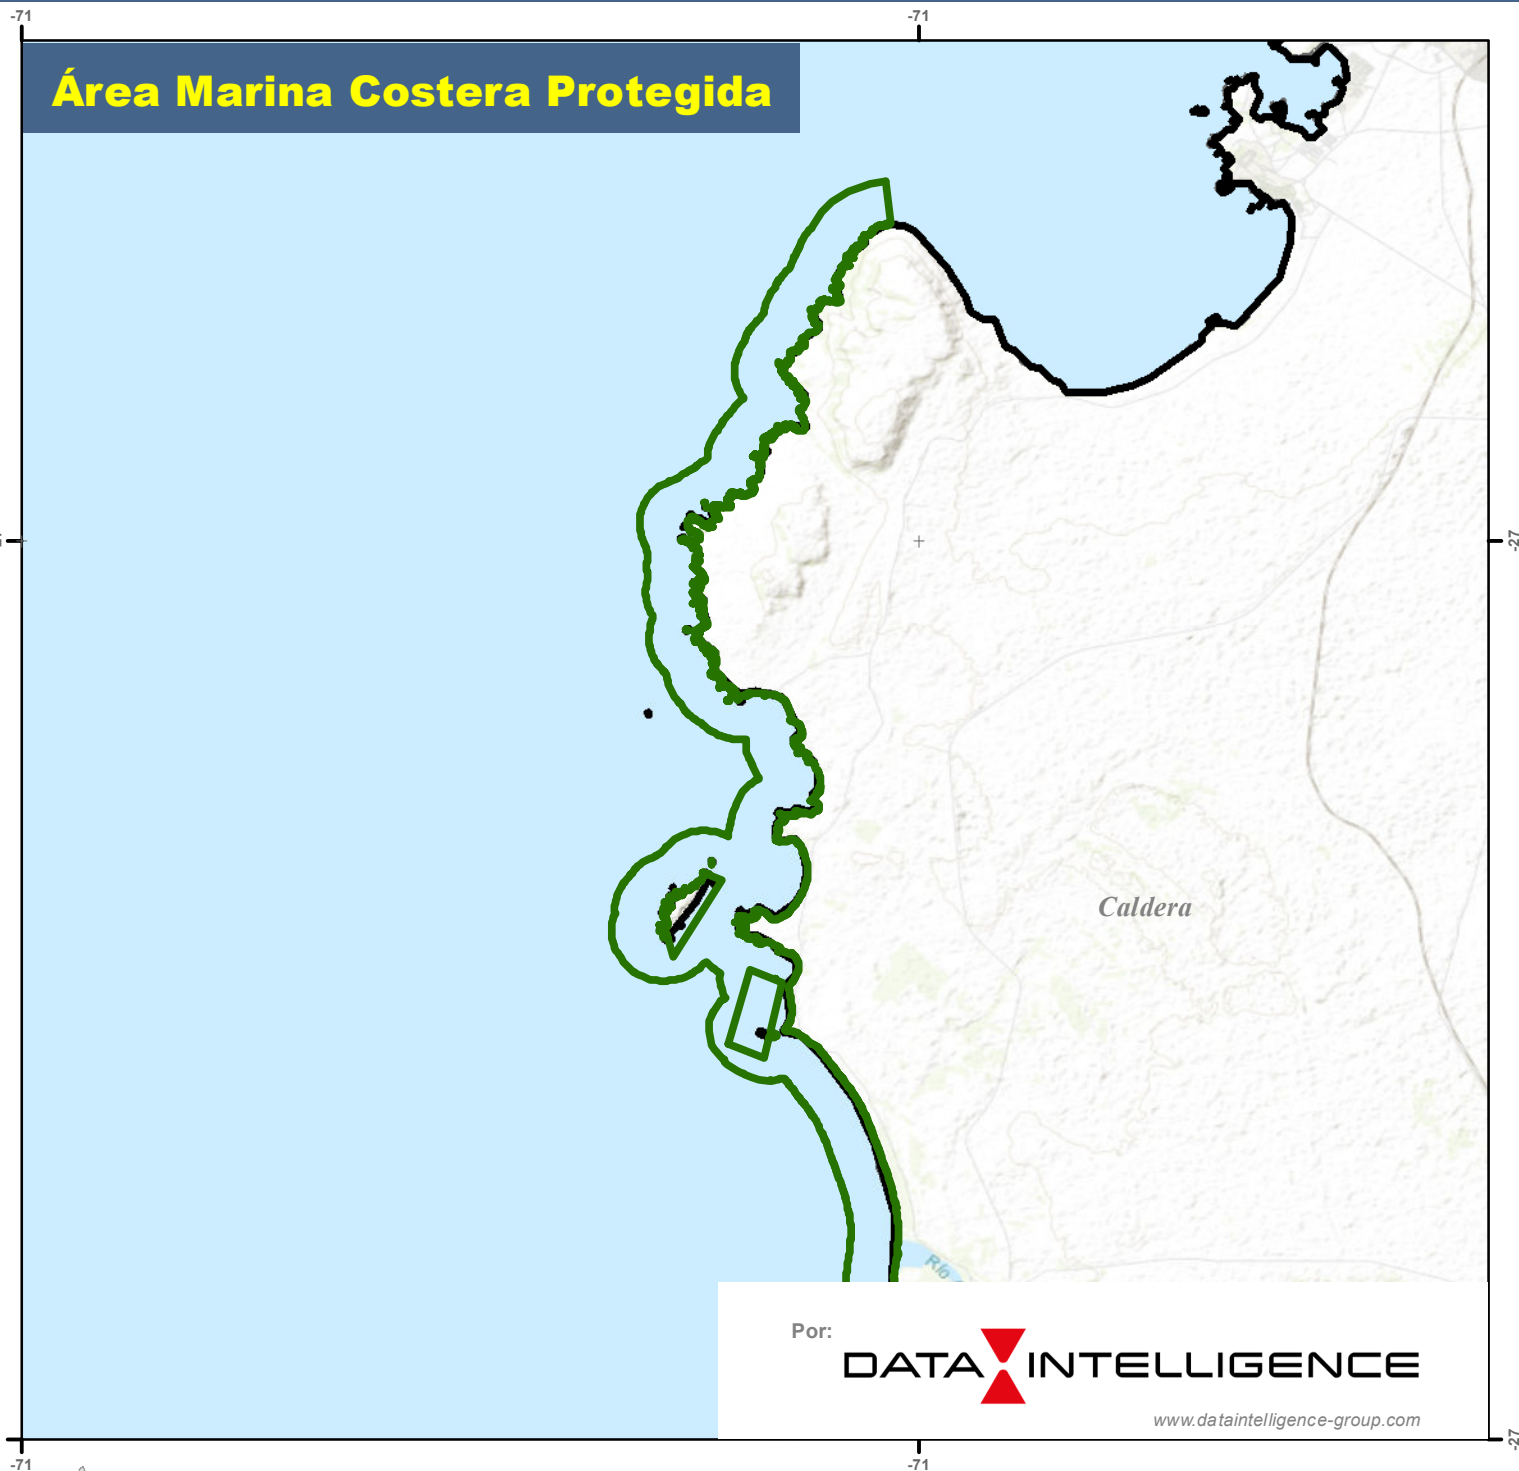 -71
-71
Área Marina Costera Protegida
-27
Caldera
Río
Por:
DATA INTELLIGENCE
www.dataintelligence-group.com
-27
-71
-71